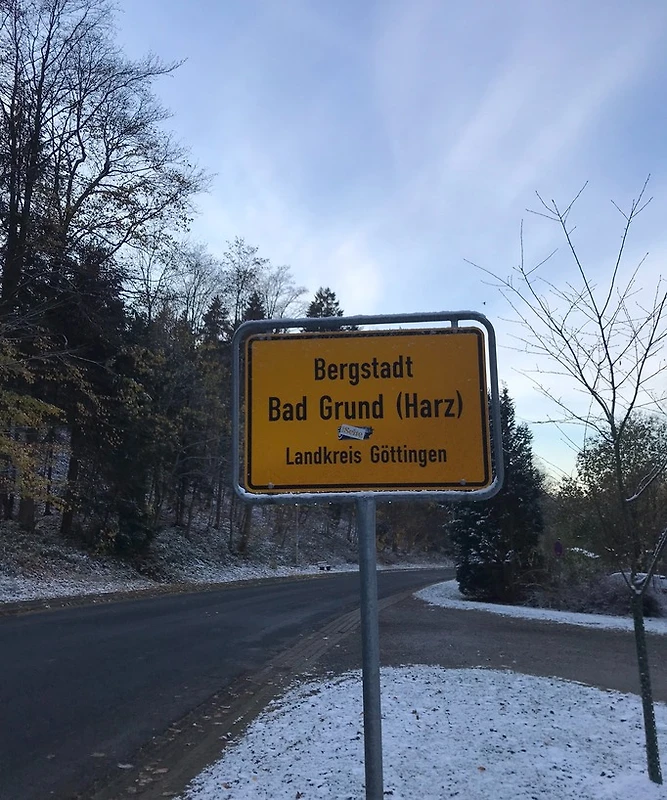 Bergstadt
Bad Grund (Harz)
Landkreis Göttingen